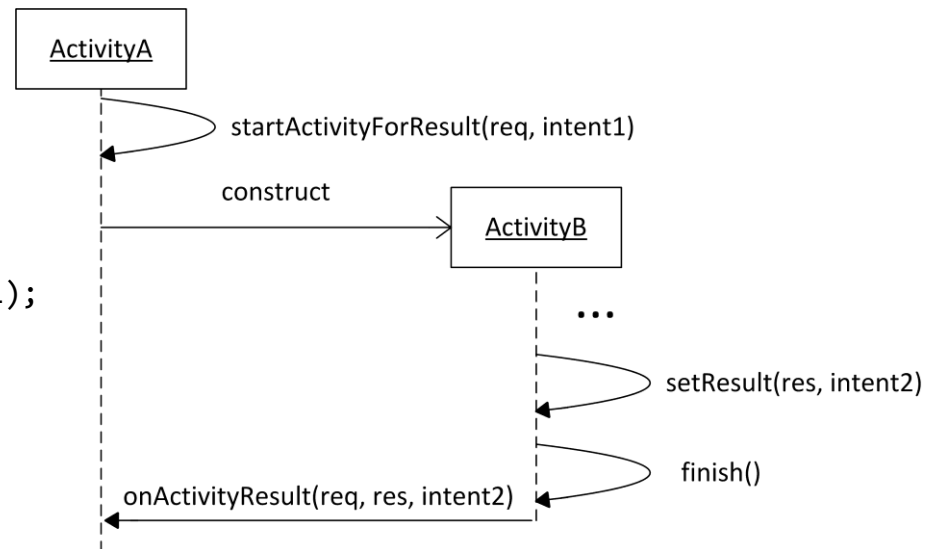 ActivityA
startActivityForResult(req, intent1)
construct
ActivityB
);
...
setResult(res, intent2)
finish()
onActivityResult(req, res, intent2)